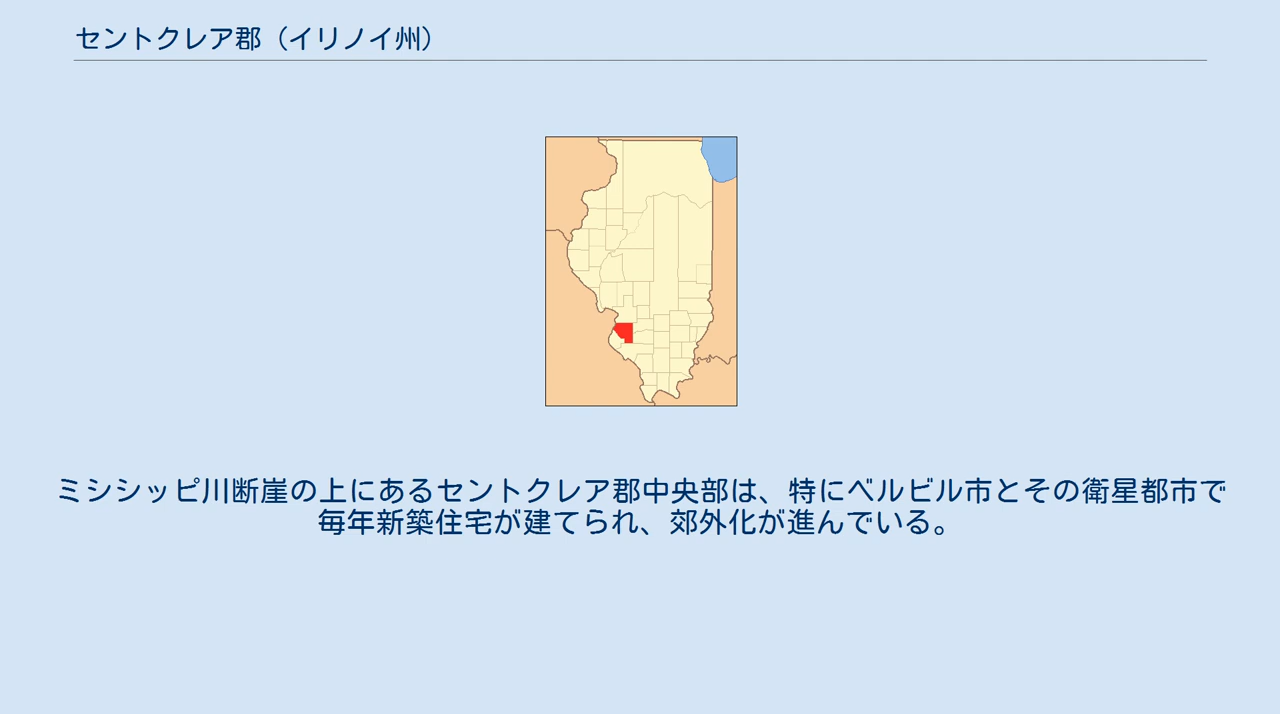 セントクレア郡（イリノイ州）
ミシシッピ川断崖の上にあるセントクレア郡中央部は、特にベルビル市とその衛星都市で
毎年新築住宅が建てられ、郊外化が進んでいる。